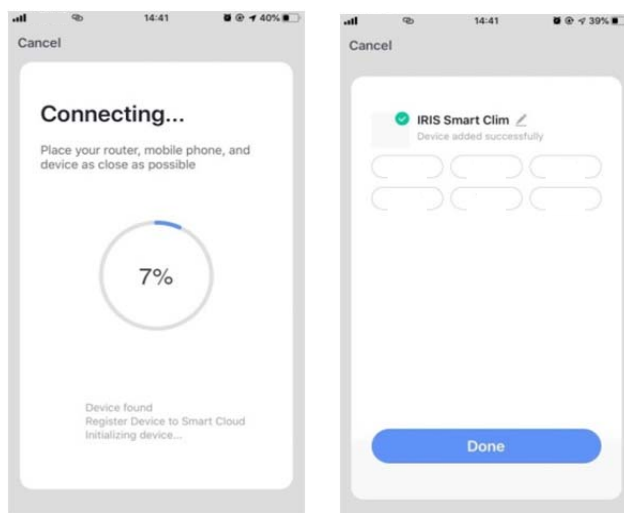 14:41
40%
Cancel
Connecting...
Place your router, mobile phone, and
device as close as possible
7%
Device found
Register Device to Smart Cloud
Initializing device...
14:41
39%
Cancel
IRIS Smart Clim
Device added successfully
Done